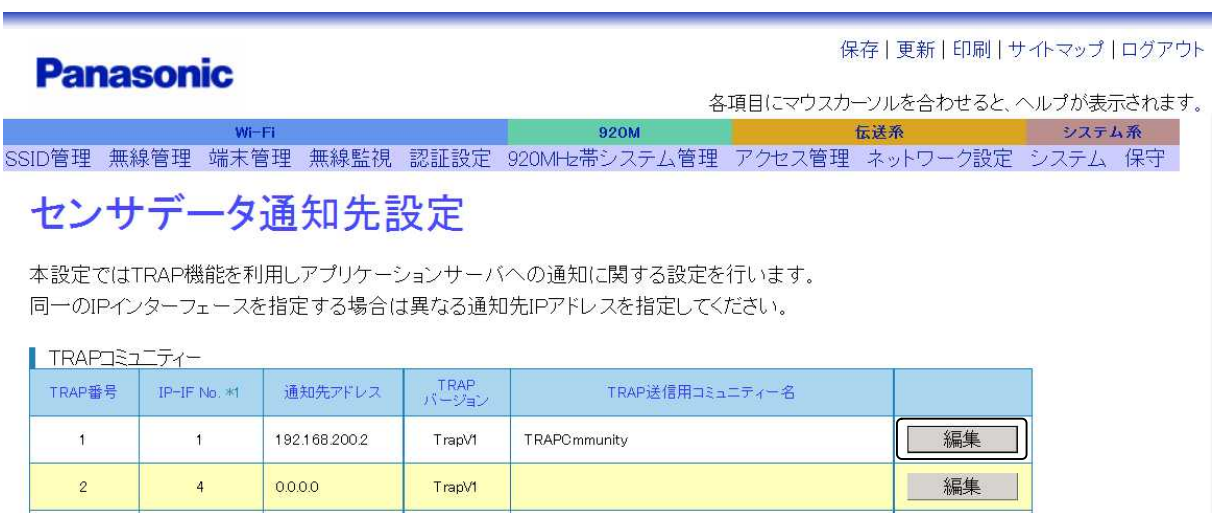 保存 | 更新 | 印刷 | サイトマップ | ログアウト
Panasonic
各項目にマウスカーソルを合わせると、ヘルプが表示されます。
Wi-Fi 920M 伝送系 システム系
SSID管理 無線管理 端末管理 無線監視 認証設定 920MHz帯システム管理 アクセス管理 ネットワーク設定 システム 保守
センサデータ通知先設定
本設定ではTRAP機能を利用しアプリケーションサーバへの通知に関する設定を行います。
同一のIPインターフェースを指定する場合は異なる通知先IPアドレスを指定してください。
TRAPコミュニティー
TRAP番号 IP-IF No. *1 通知先アドレス TRAPバージョン TRAP送信用コミュニティー名
1 1 192.168.200.2 TrapV1 TRAPCmmunity 編集
2 4 0.0.0.0 TrapV1 編集